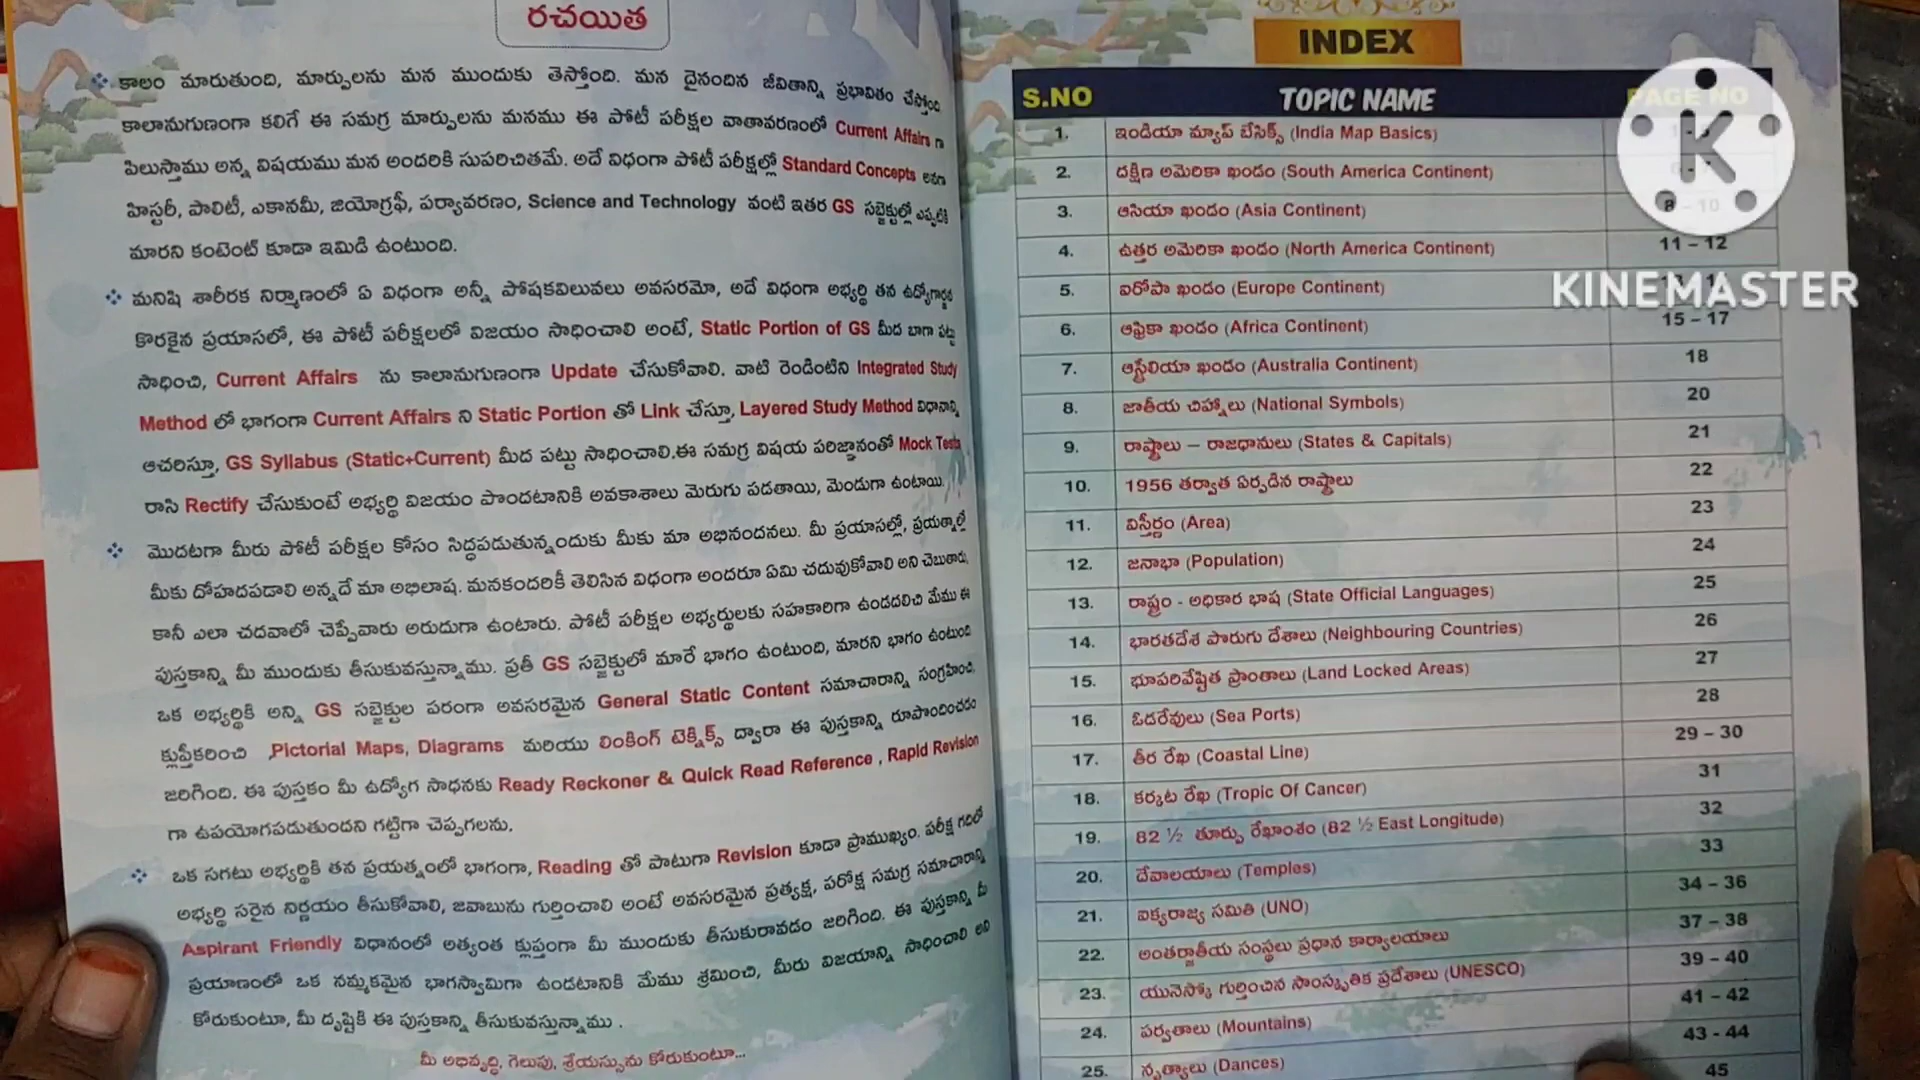 రచయిత
❖ కాలం మారుతుంది, మార్పులను మన ముందుకు తెస్తోంది. మన దైనందిన జీవితాన్ని ప్రభావితం చేస్తోంది
కాలానుగుణంగా కలిగే ఈ సమగ్ర మార్పులను మనము ఈ పోటీ పరీక్షల వాతావరణంలో Current Affairs గా
పిలుస్తాము అన్న విషయము మన అందరికి సుపరిచితమే. అదే విధంగా పోటీ పరీక్షల్లో Standard Concepts అనగా
హిస్టరీ, పాలిటీ, ఎకానమీ, జియోగ్రఫీ, పర్యావరణం, Science and Technology వంటి ఇతర GS సబ్జెక్టుల్లో ఎప్పటికీ
మారని కంటెంట్ కూడా ఇమిడి ఉంటుంది.
❖ మనిషి శారీరక నిర్మాణంలో ఏ విధంగా అన్నీ పోషకవిలువలు అవసరమో, అదే విధంగా అభ్యర్థి తన ఉద్యోగార్జన
కొరకైన ప్రయాసలో, ఈ పోటీ పరీక్షలలో విజయం సాధించాలి అంటే, Static Portion of GS మీద బాగా పట్టు
సాధించి, Current Affairs ను కాలానుగుణంగా Update చేసుకోవాలి. వాటి రెండింటిని Integrated Study
Method లో భాగంగా Current Affairs ని Static Portion తో Link చేస్తూ, Layered Study Method విధానాన్ని
ఆచరిస్తూ, GS Syllabus (Static+Current) మీద పట్టు సాధించాలి.ఈ సమగ్ర విషయ పరిజ్ఞానంతో Mock Tests
రాసి Rectify చేసుకుంటే అభ్యర్థి విజయం పొందటానికి అవకాశాలు మెరుగు పడతాయి, మెండుగా ఉంటాయి.
❖ మొదటగా మీరు పోటీ పరీక్షల కోసం సిద్ధపడుతున్నందుకు మీకు మా అభినందనలు. మీ ప్రయాసల్లో, ప్రయత్నాల్లో
మీకు దోహదపడాలి అన్నదే మా అభిలాష. మనకందరికీ తెలిసిన విధంగా అందరూ ఏమి చదువుకోవాలి అని చెబుతారు,
కానీ ఎలా చదవాలో చెప్పేవారు అరుదుగా ఉంటారు. పోటీ పరీక్షల అభ్యర్థులకు సహకారిగా ఉండదలిచి మేము ఈ
పుస్తకాన్ని మీ ముందుకు తీసుకువస్తున్నాము. ప్రతీ GS సబ్జెక్టులో మారే భాగం ఉంటుంది, మారని భాగం ఉంటుంది
ఒక అభ్యర్థికి అన్ని GS సబ్జెక్టుల పరంగా అవసరమైన General Static Content సమాచారాన్ని సంగ్రహించి,
క్లుప్తీకరించి ,Pictorial Maps, Diagrams మరియు లింకింగ్ టెక్నిక్స్ ద్వారా ఈ పుస్తకాన్ని రూపొందించడం
జరిగింది. ఈ పుస్తకం మీ ఉద్యోగ సాధనకు Ready Reckoner & Quick Read Reference , Rapid Revision
గా ఉపయోగపడుతుందని గట్టిగా చెప్పగలను.
❖ ఒక సగటు అభ్యర్థికి తన ప్రయత్నంలో భాగంగా, Reading తో పాటుగా Revision కూడా ప్రాముఖ్యం. పరీక్ష గదిలో
అభ్యర్థి సరైన నిర్ణయం తీసుకోవాలి, జవాబును గుర్తించాలి అంటే అవసరమైన ప్రత్యక్ష, పరోక్ష సమగ్ర సమాచారాన్ని
Aspirant Friendly విధానంలో అత్యంత క్లుప్తంగా మీ ముందుకు తీసుకురావడం జరిగింది. ఈ పుస్తకాన్ని మీ
ప్రయాణంలో ఒక నమ్మకమైన భాగస్వామిగా ఉండటానికి మేము శ్రమించి, మీరు విజయాన్ని సాధించాలి అని
కోరుకుంటూ, మీ దృష్టికి ఈ పుస్తకాన్ని తీసుకువస్తున్నాము .
మీ అభివృద్ధి, గెలుపు, శ్రేయస్సును కోరుకుంటూ...
INDEX
S.NO TOPIC NAME PAGE NO
1. ఇండియా మ్యాప్ బేసిక్స్ (India Map Basics)
2. దక్షిణ అమెరికా ఖండం (South America Continent)
3. ఆసియా ఖండం (Asia Continent) 8 – 10
4. ఉత్తర అమెరికా ఖండం (North America Continent) 11 – 12
5. ఐరోపా ఖండం (Europe Continent)
6. ఆఫ్రికా ఖండం (Africa Continent) 15 – 17
7. ఆస్ట్రేలియా ఖండం (Australia Continent) 18
8. జాతీయ చిహ్నాలు (National Symbols) 20
9. రాష్ట్రాలు – రాజధానులు (States & Capitals) 21
10. 1956 తర్వాత ఏర్పడిన రాష్ట్రాలు 22
11. విస్తీర్ణం (Area) 23
12. జనాభా (Population) 24
13. రాష్ట్రం - అధికార భాష (State Official Languages) 25
14. భారతదేశ పొరుగు దేశాలు (Neighbouring Countries) 26
15. భూపరివేష్టిత ప్రాంతాలు (Land Locked Areas) 27
16. ఓడరేవులు (Sea Ports) 28
17. తీర రేఖ (Coastal Line) 29 – 30
18. కర్కట రేఖ (Tropic Of Cancer) 31
19. 82 ½ తూర్పు రేఖాంశం (82 ½ East Longitude) 32
20. దేవాలయాలు (Temples) 33
21. ఐక్యరాజ్య సమితి (UNO) 34 – 36
22. అంతర్జాతీయ సంస్థలు ప్రధాన కార్యాలయాలు 37 – 38
23. యునెస్కో గుర్తించిన సాంస్కృతిక ప్రదేశాలు (UNESCO) 39 – 40
24. పర్వతాలు (Mountains) 41 – 42
25. నృత్యాలు (Dances) 43 - 44
45
K
KINEMASTER